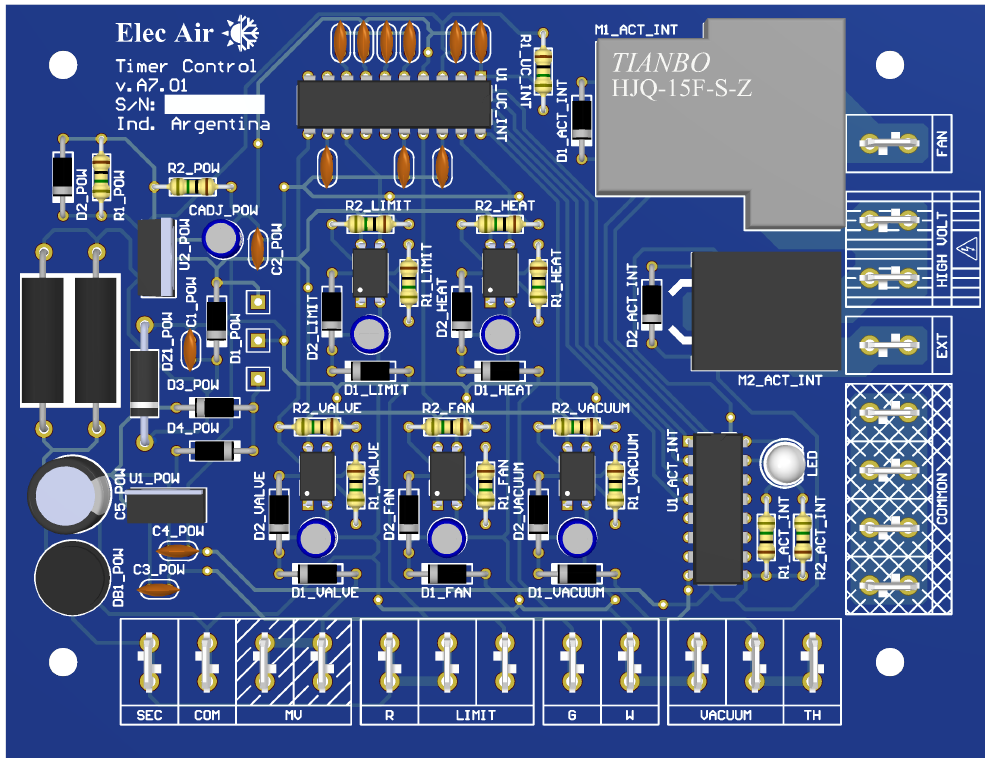 Elec Air
Timer Control
v.A7.01
S/N:
Ind. Argentina
U1_UC_INT
R1_UC_INT
M1_ACT_INT
TIANBO
HJQ-15F-S-Z
D1_ACT_INT
FAN
HIGH VOLT
EXT
COMMON
D2_POW
R1_POW
R2_POW
CADJ_POW
U2_POW
C2_POW
C1_POW
D1_POW
DZ1_POW
D3_POW
D4_POW
U1_POW
C5_POW
C4_POW
C3_POW
DB1_POW
R2_LIMIT
R1_LIMIT
D2_LIMIT
D1_LIMIT
R2_HEAT
R1_HEAT
D2_HEAT
D1_HEAT
D2_ACT_INT
M2_ACT_INT
R2_VALVE
R1_VALVE
D2_VALVE
D1_VALVE
R2_FAN
R1_FAN
D2_FAN
D1_FAN
R2_VACUUM
R1_VACUUM
D2_VACUUM
D1_VACUUM
U1_ACT_INT
LED
R1_ACT_INT
R2_ACT_INT
SEC
COM
MV
R
LIMIT
G
W
VACUUM
TH